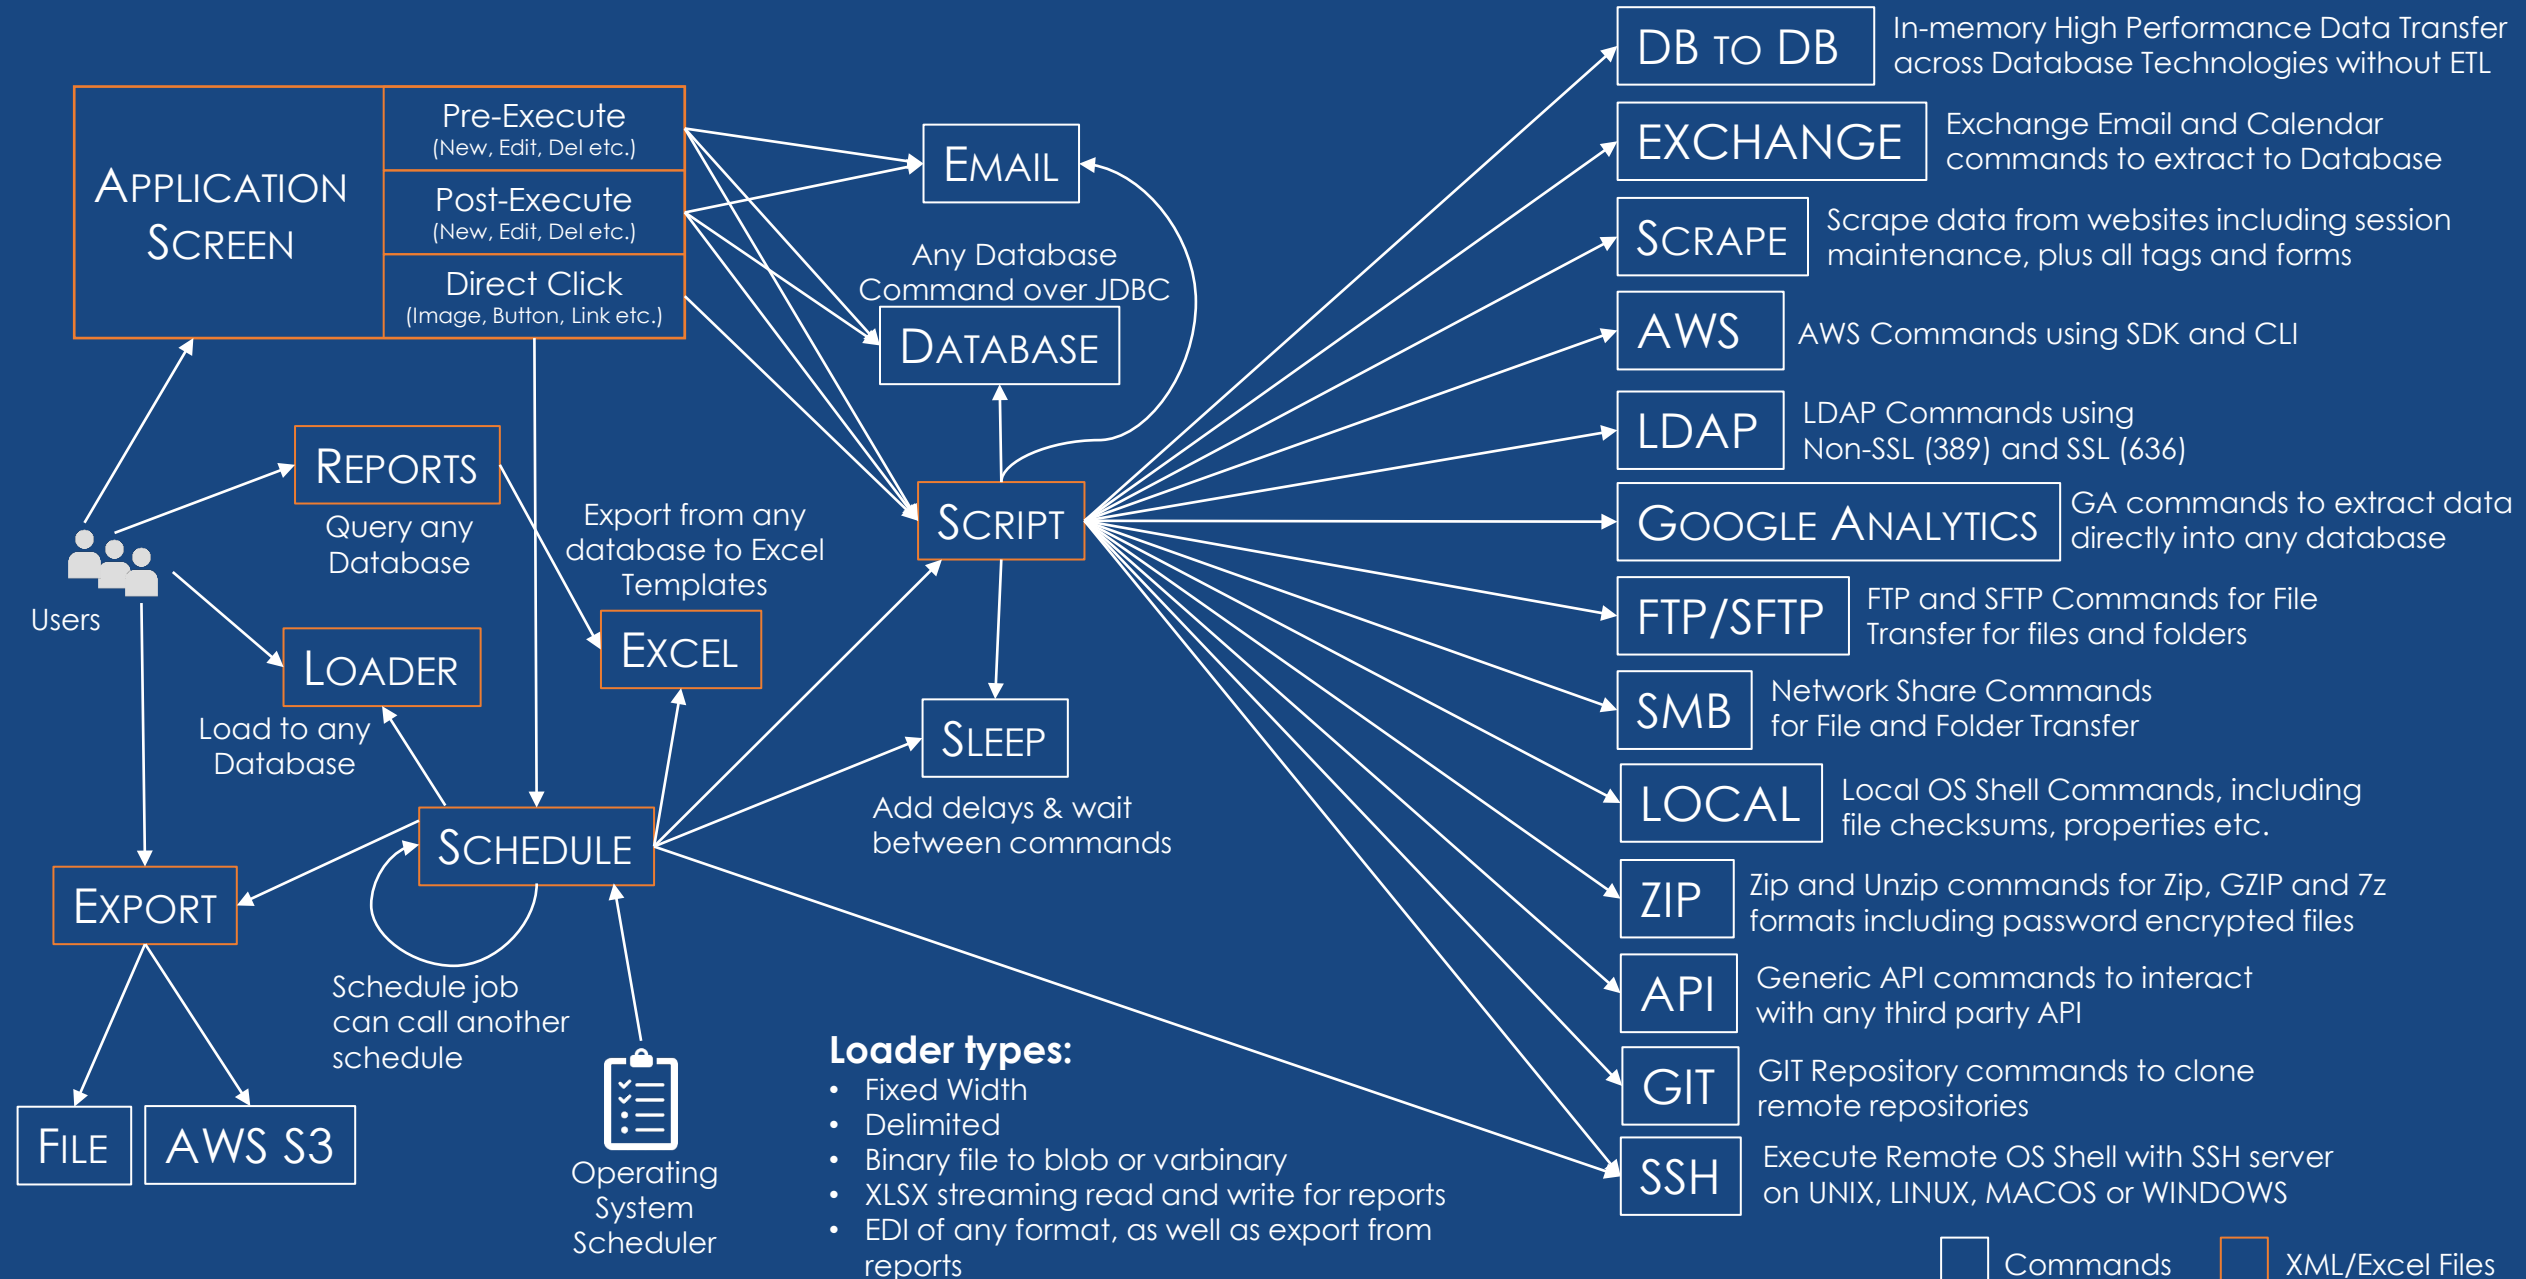 APPLICATION
SCREEN
Pre-Execute
(New, Edit, Del etc.)
Post-Execute
(New, Edit, Del etc.)
Direct Click
(Image, Button, Link etc.)
EMAIL
Any Database
Command over JDBC
DATABASE
REPORTS
Query any
Database
Export from any
database to Excel
Templates
EXCEL
SCRIPT
Users
LOADER
Load to any
Database
SLEEP
Add delays & wait
between commands
SCHEDULE
EXPORT
Schedule job
can call another
schedule
FILE
AWS S3
Operating
System
Scheduler
Loader types:
• Fixed Width
• Delimited
• Binary file to blob or varbinary
• XLSX streaming read and write for reports
• EDI of any format, as well as export from
reports
DB TO DB
In-memory High Performance Data Transfer
across Database Technologies without ETL
EXCHANGE
Exchange Email and Calendar
commands to extract to Database
SCRAPE
Scrape data from websites including session
maintenance, plus all tags and forms
AWS
AWS Commands using SDK and CLI
LDAP
LDAP Commands using
Non-SSL (389) and SSL (636)
GOOGLE ANALYTICS
GA commands to extract data
directly into any database
FTP/SFTP
FTP and SFTP Commands for File
Transfer for files and folders
SMB
Network Share Commands
for File and Folder Transfer
LOCAL
Local OS Shell Commands, including
file checksums, properties etc.
ZIP
Zip and Unzip commands for Zip, GZIP and 7z
formats including password encrypted files
API
Generic API commands to interact
with any third party API
GIT
GIT Repository commands to clone
remote repositories
SSH
Execute Remote OS Shell with SSH server
on UNIX, LINUX, MACOS or WINDOWS
Commands
XML/Excel Files